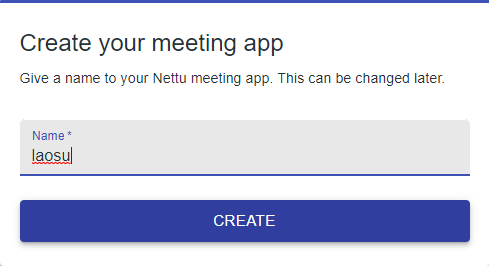 Create your meeting app
Give a name to your Nettu meeting app. This can be changed later.
Name *
laosu
CREATE